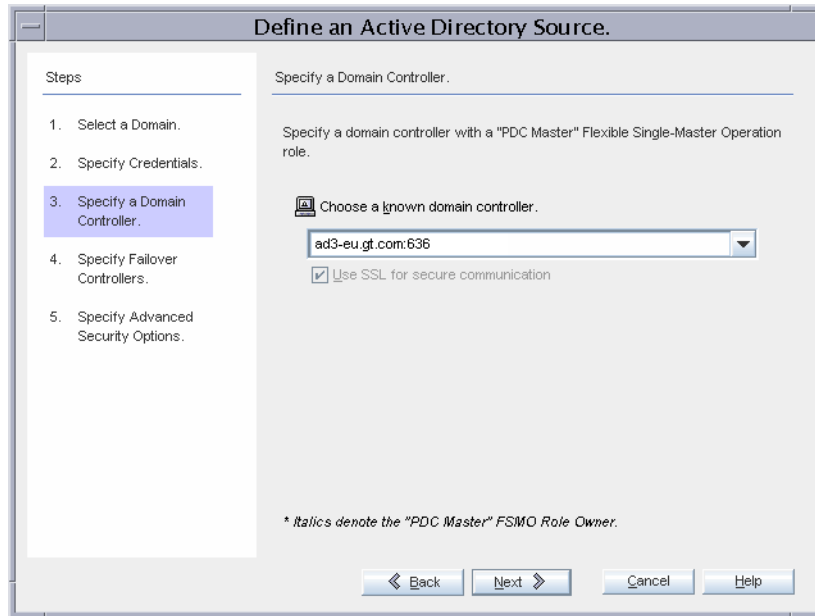 Define an Active Directory Source.
Steps
1. Select a Domain.
2. Specify Credentials.
3. Specify a Domain
Controller.
4. Specify Failover
Controllers.
5. Specify Advanced
Security Options.
Specify a Domain Controller.
Specify a domain controller with a "PDC Master" Flexible Single-Master Operation
role.
Choose a known domain controller.
ad3-eu.gt.com:636
Use SSL for secure communication
* Italics denote the "PDC Master" FSMO Role Owner.
Back
Next
Cancel
Help